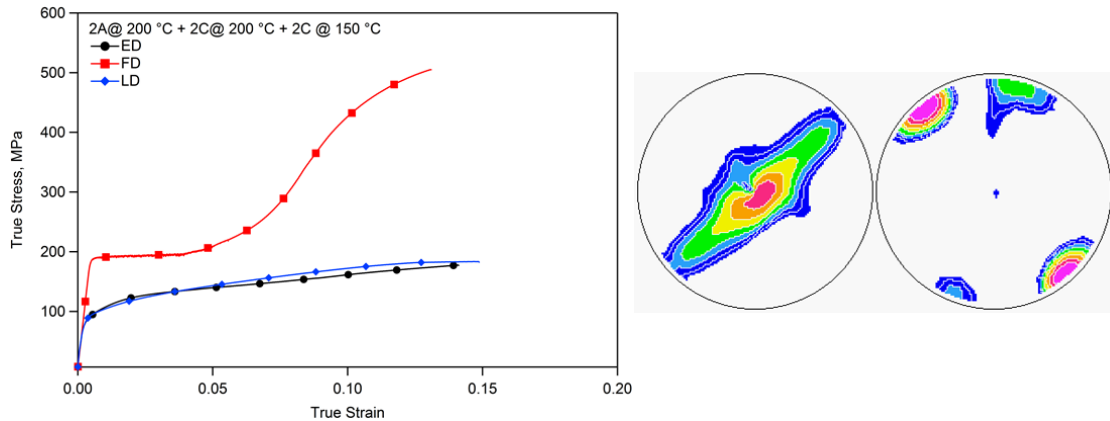 600
500
400
300
200
100
True Stress, MPa
2A@ 200 °C + 2C@ 200 °C + 2C @ 150 °C
ED
FD
LD
0.00 0.05 0.10 0.15 0.20
True Strain